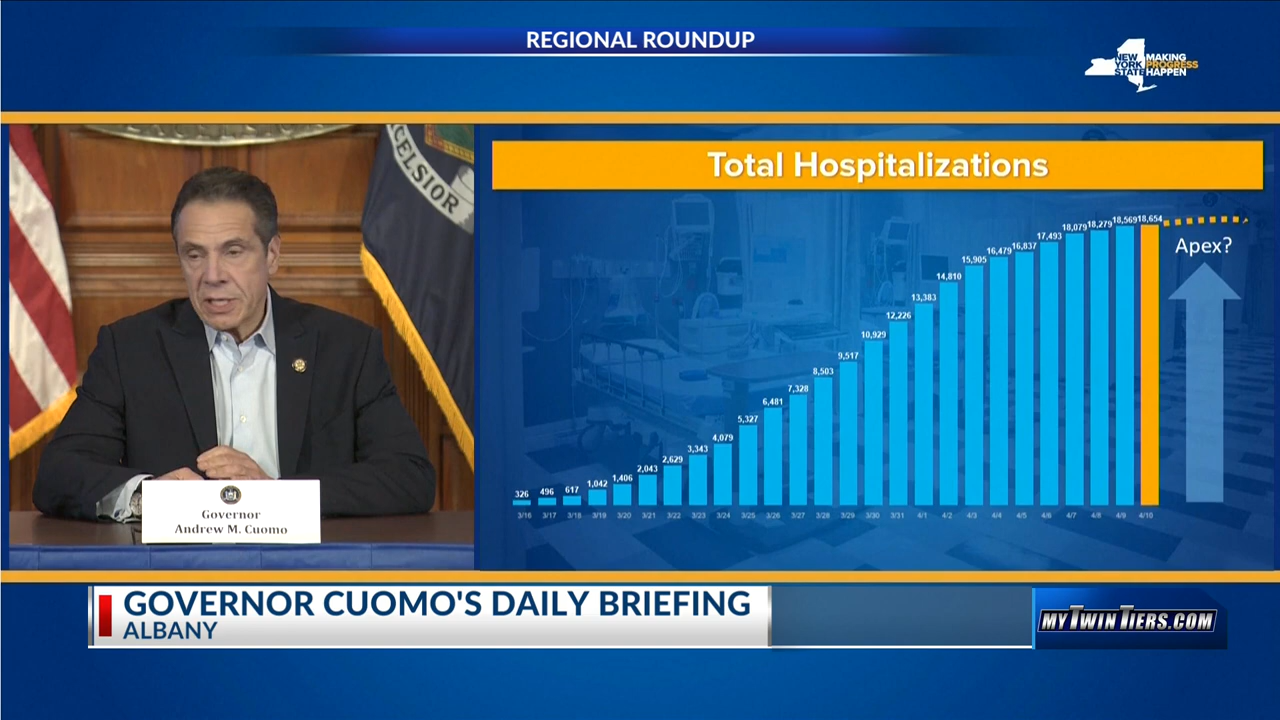 REGIONAL ROUNDUP
NEW
YORK
STATE
MAKING
PROGRESS
HAPPEN
CELSIOR
Total Hospitalizations
326
496
617
1,042
1,406
2,043
2,629
3,343
4,079
5,327
6,481
7,328
8,503
9,517
10,929
12,226
13,383
14,810
15,905
16,479
16,837
17,493
18,079
18,279
18,569
18,654
Apex?
3/16 3/17 3/18 3/19 3/20 3/21 3/22 3/23 3/24 3/25 3/26 3/27 3/28 3/29 3/30 3/31 4/1 4/2 4/3 4/4 4/5 4/6 4/7 4/8 4/9 4/10
Governor
Andrew M. Cuomo
GOVERNOR CUOMO'S DAILY BRIEFING
ALBANY
MYTWINTIERS.COM